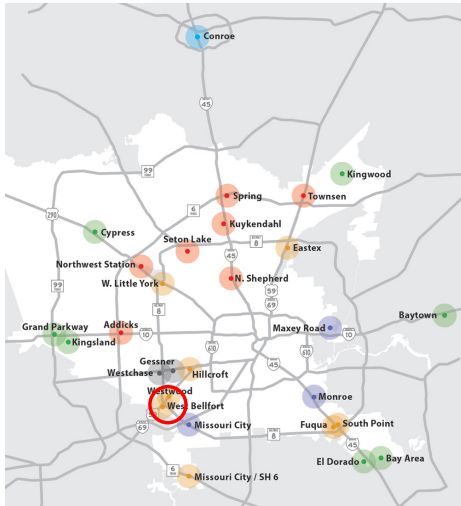 Conroe
45
99
Kingwood
6
Spring
Townsen
290
Kuykendahl
Cypress
Seton Lake
8
Eastex
Northwest Station
45
W. Little York
N. Shepherd
99
59
69
8
Baytown
Grand Parkway
Addicks
Maxey Road
10
610
10
Kingsland
610
Gessner
45
Westchase
Hillcroft
Westwood
Monroe
West Bellfort
59
69
Missouri City
Fuqua
South Point
8
45
El Dorado
Bay Area
6
Missouri City / SH 6